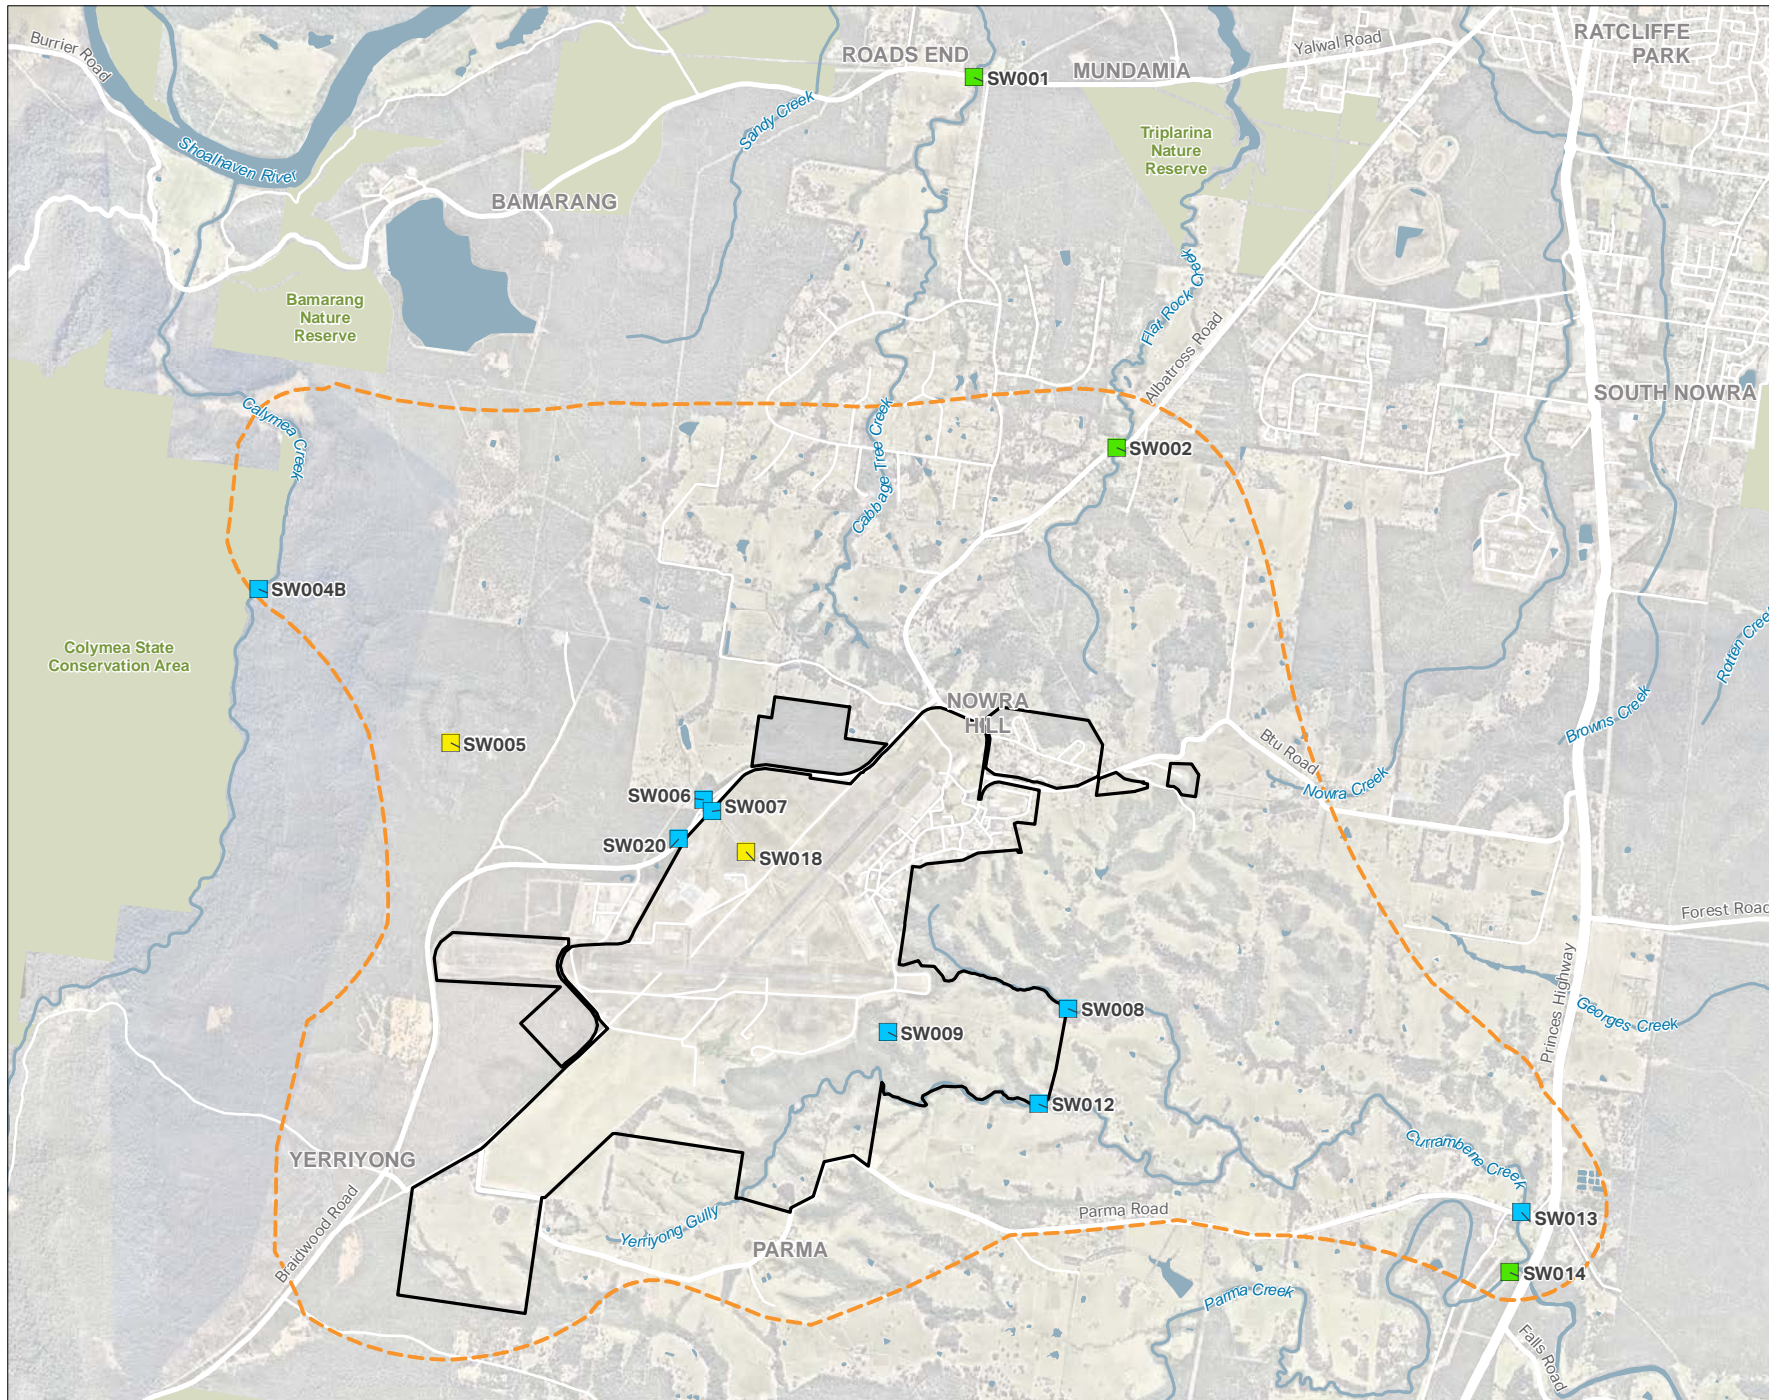 Burrier Road
ROADS END
SW001
MUNDAMIA
Yalwal Road
RATCLIFFE
PARK
Sandy Creek
Shoalhaven River
Triplarina
Nature
Reserve
BAMARANG
Flat Rock Creek
Bamarang
Nature
Reserve
Albatross Road
SOUTH NOWRA
Calymea Creek
Cabbage Tree Creek
SW002
SW004B
Colymea State
Conservation Area
Rotten Creek
NOWRA
HILL
SW005
Browns Creek
Btu Road
Nowra Creek
SW006
SW007
SW020
SW018
Forest Road
Princes Highway
Georges Creek
SW008
SW009
SW012
Currambene Creek
YERRIYONG
Braidwood Road
Yerriyong Gully
PARMA
Parma Road
SW013
SW014
Parma Creek
Falls Road